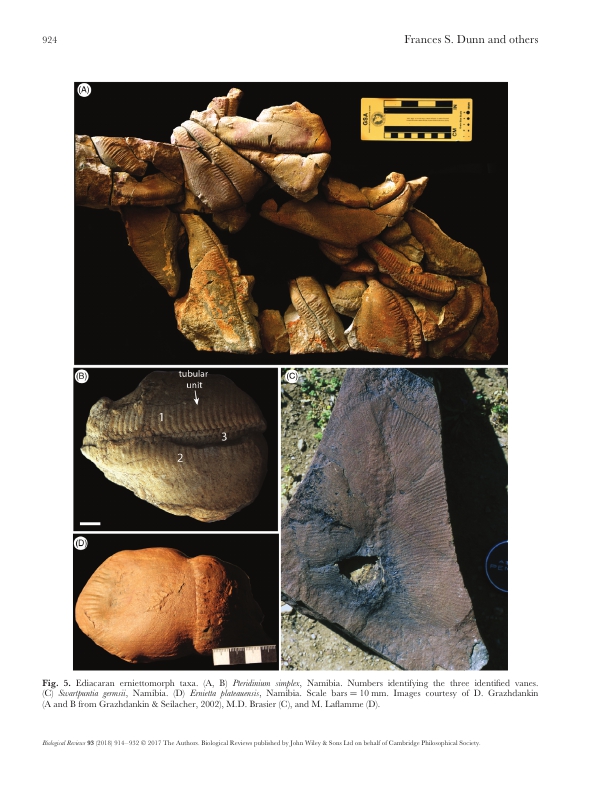 924
Frances S. Dunn and others
(A)
GSA
IN
CM
(B)
tubular
unit
1
3
2
(C)
(D)
Fig. 5. Ediacaran erniettomorph taxa. (A, B) Pteridinium simplex, Namibia. Numbers identifying the three identified vanes.
(C) Swartpuntia germsii, Namibia. (D) Ernietta plateauensis, Namibia. Scale bars = 10 mm. Images courtesy of D. Grazhdankin
(A and B from Grazhdankin & Seilacher, 2002), M.D. Brasier (C), and M. Laflamme (D).
Biological Reviews 93 (2018) 914–932 © 2017 The Authors. Biological Reviews published by John Wiley & Sons Ltd on behalf of Cambridge Philosophical Society.